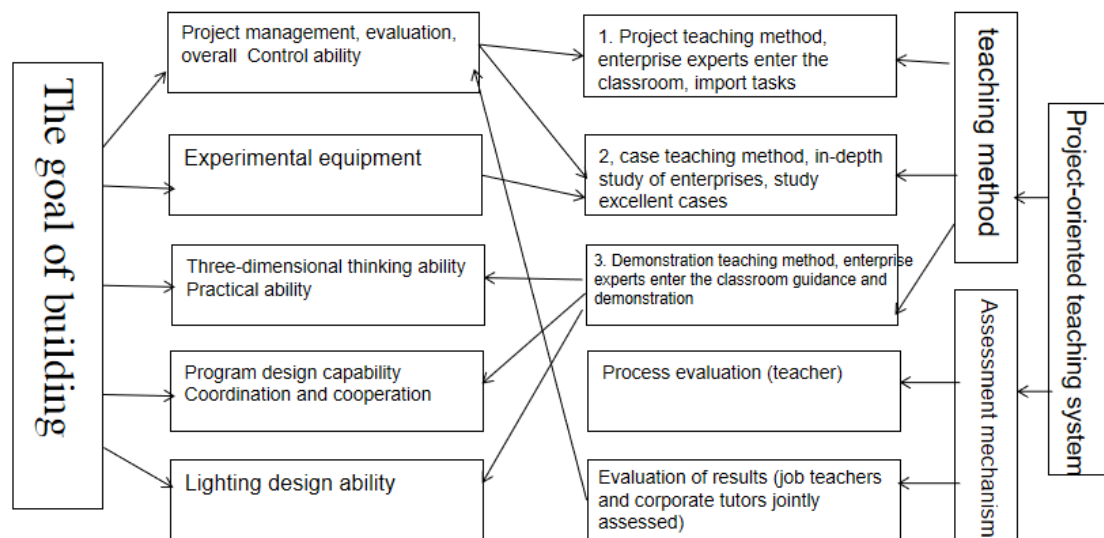 The goal of building
Project management, evaluation,
overall  Control ability
Experimental equipment
Three-dimensional thinking ability
Practical ability
Program design capability
Coordination and cooperation
Lighting design ability
1. Project teaching method,
enterprise experts enter the
classroom, import tasks
2, case teaching method, in-depth
study of enterprises, study
excellent cases
3. Demonstration teaching method, enterprise
experts enter the classroom guidance and
demonstration
Process evaluation (teacher)
Evaluation of results (job teachers
and corporate tutors jointly
assessed)
teaching method
Assessment mechanism
Project-oriented teaching system